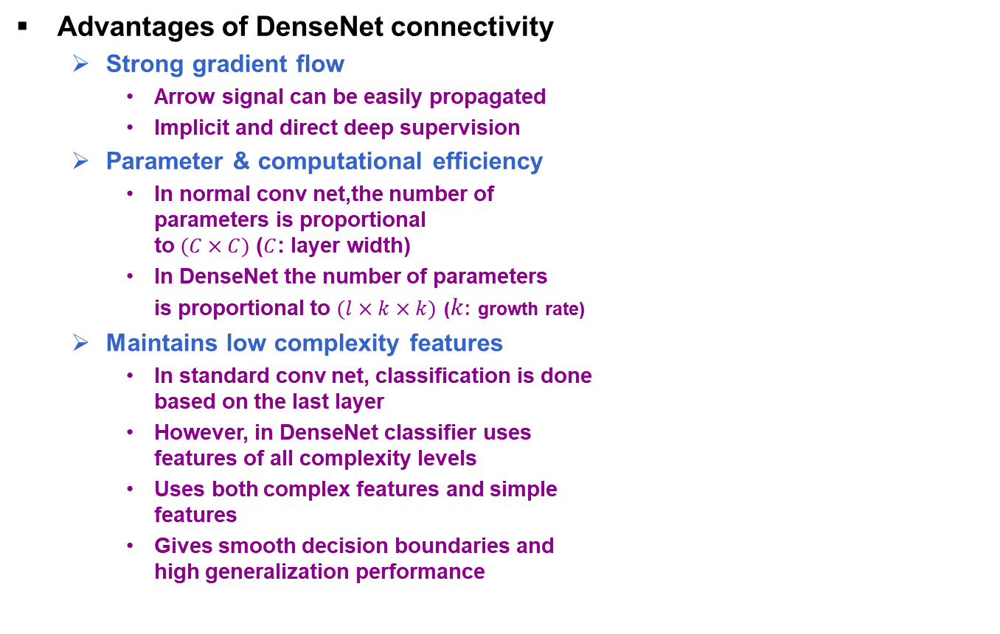 ▪ Advantages of DenseNet connectivity
➢ Strong gradient flow
• Arrow signal can be easily propagated
• Implicit and direct deep supervision
➢ Parameter & computational efficiency
• In normal conv net,the number of
parameters is proportional
to (C × C) (C: layer width)
• In DenseNet the number of parameters
is proportional to (l × k × k) (k: growth rate)
➢ Maintains low complexity features
• In standard conv net, classification is done
based on the last layer
• However, in DenseNet classifier uses
features of all complexity levels
• Uses both complex features and simple
features
• Gives smooth decision boundaries and
high generalization performance